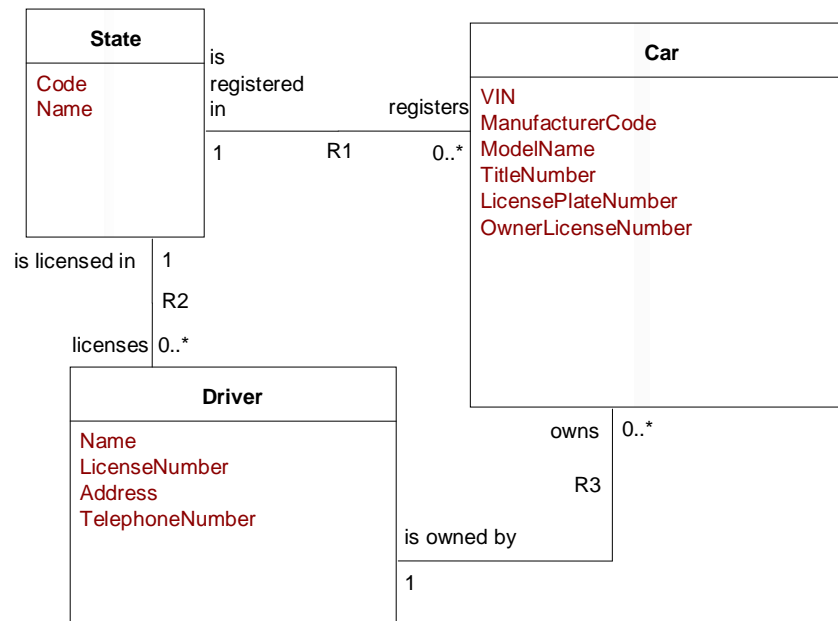 State
Code
Name
is
registered
in
1
R1
registers
0..*
Car
VIN
ManufacturerCode
ModelName
TitleNumber
LicensePlateNumber
OwnerLicenseNumber
is licensed in
1
R2
licenses
0..*
Driver
Name
LicenseNumber
Address
TelephoneNumber
owns
0..*
R3
is owned by
1